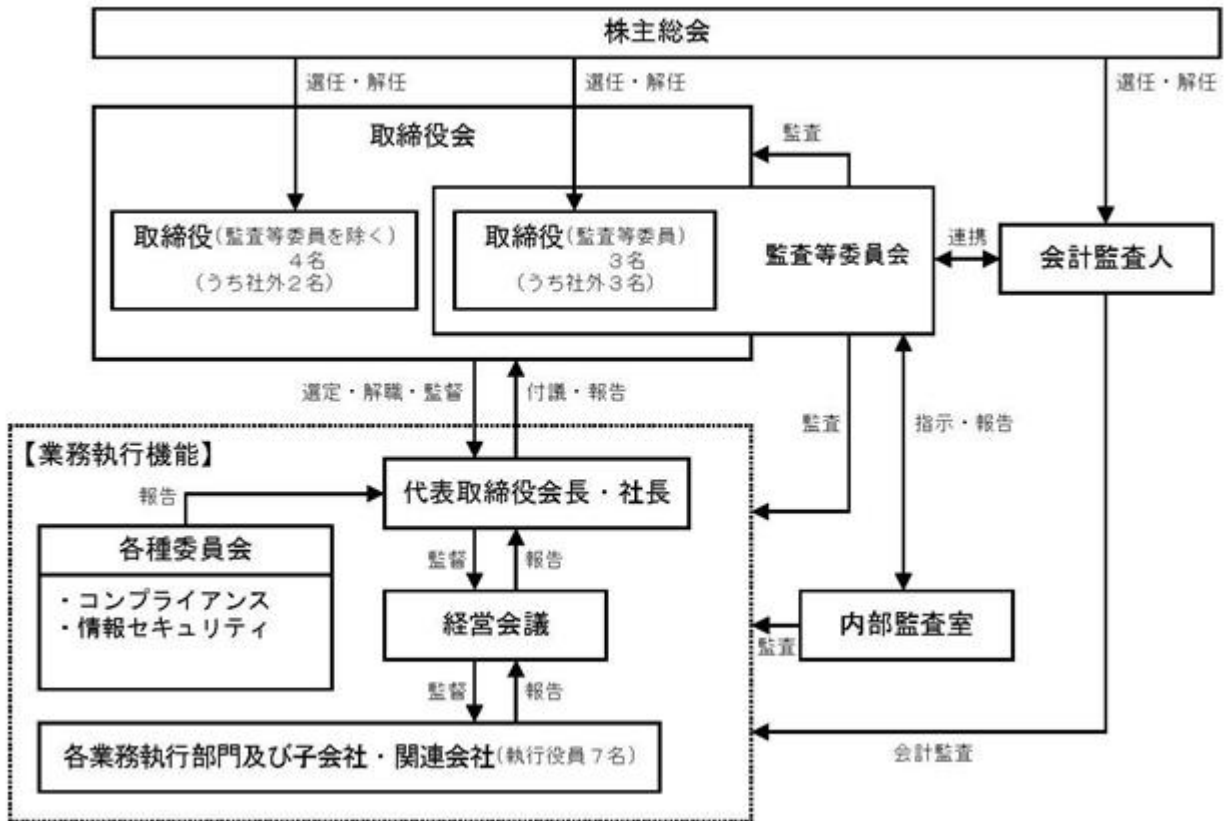 株主総会
選任・解任
選任・解任
選任・解任
取締役会
監査
取締役(監査等委員を除く)
4名
(うち社外2名)
取締役(監査等委員)
3名
(うち社外3名)
監査等委員会
連携
会計監査人
選定・解職・監督
付議・報告
監査
指示・報告
【業務執行機能】
報告
代表取締役会長・社長
各種委員会
・コンプライアンス
・情報セキュリティ
監督
報告
経営会議
内部監査室
監査
監督
報告
各業務執行部門及び子会社・関連会社(執行役員7名)
会計監査